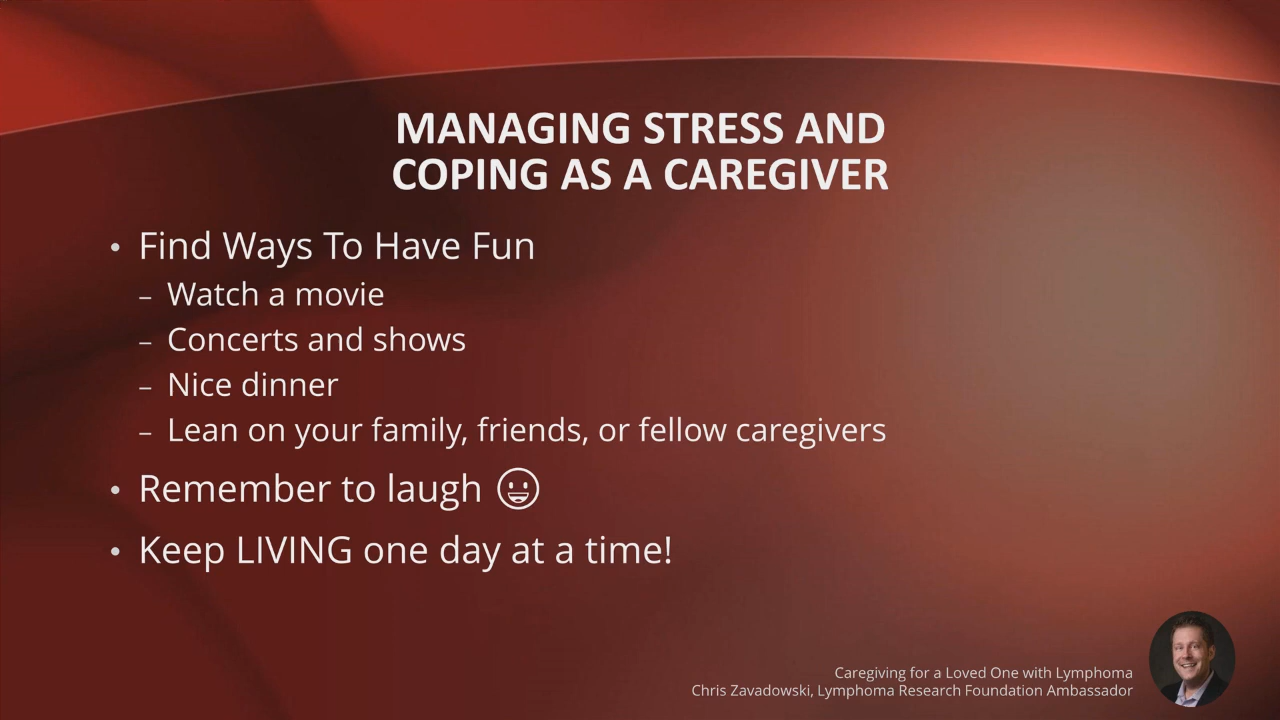 MANAGING STRESS AND
COPING AS A CAREGIVER
• Find Ways To Have Fun
– Watch a movie
– Concerts and shows
– Nice dinner
– Lean on your family, friends, or fellow caregivers
• Remember to laugh 😀
• Keep LIVING one day at a time!
Caregiving for a Loved One with Lymphoma
Chris Zavadowski, Lymphoma Research Foundation Ambassador